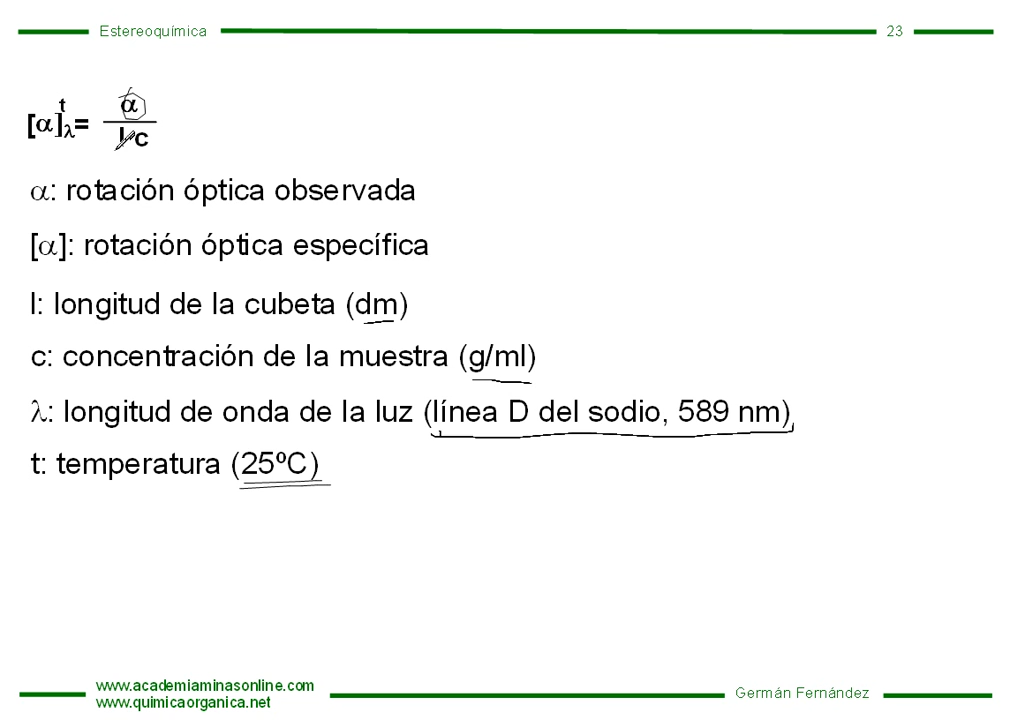 Estereoquímica 23
[α]ᵗλ= α
l c
α: rotación óptica observada
[α]: rotación óptica específica
l: longitud de la cubeta (dm)
c: concentración de la muestra (g/ml)
λ: longitud de onda de la luz (línea D del sodio, 589 nm)
t: temperatura (25ºC)
www.academiaminasonline.com
www.quimicaorganica.net
Germán Fernández